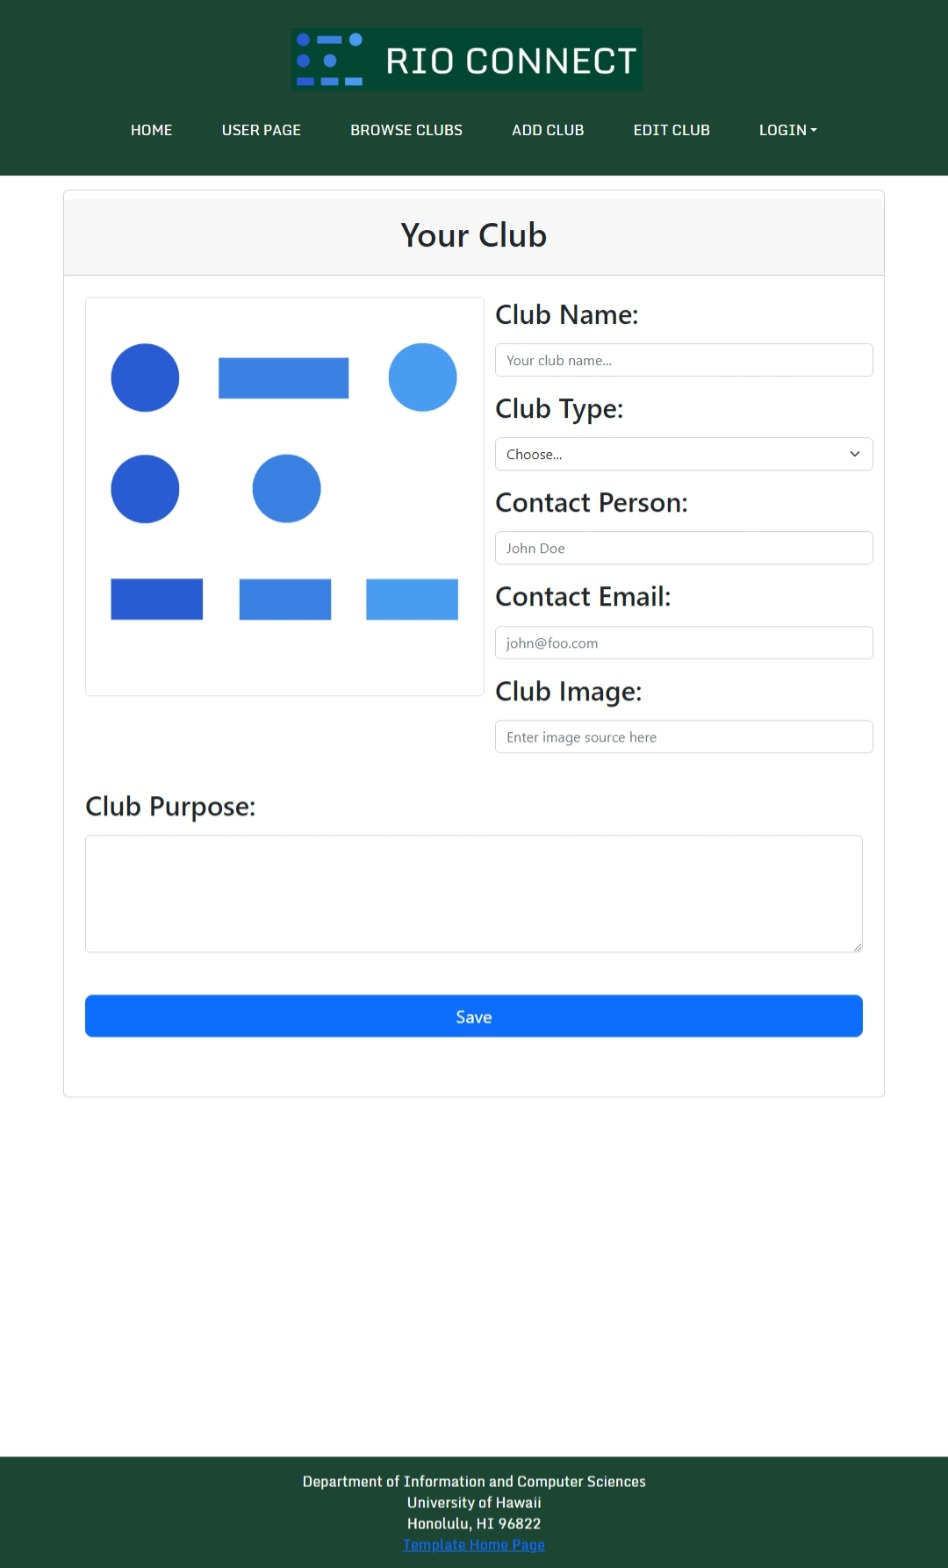 RIO CONNECT
HOME USER PAGE BROWSE CLUBS ADD CLUB EDIT CLUB LOGIN
Your Club
Club Name:
Your club name...
Club Type:
Choose...
Contact Person:
John Doe
Contact Email:
john@foo.com
Club Image:
Enter image source here
Club Purpose:
Save
Department of Information and Computer Sciences
University of Hawaii
Honolulu, HI 96822
Template Home Page